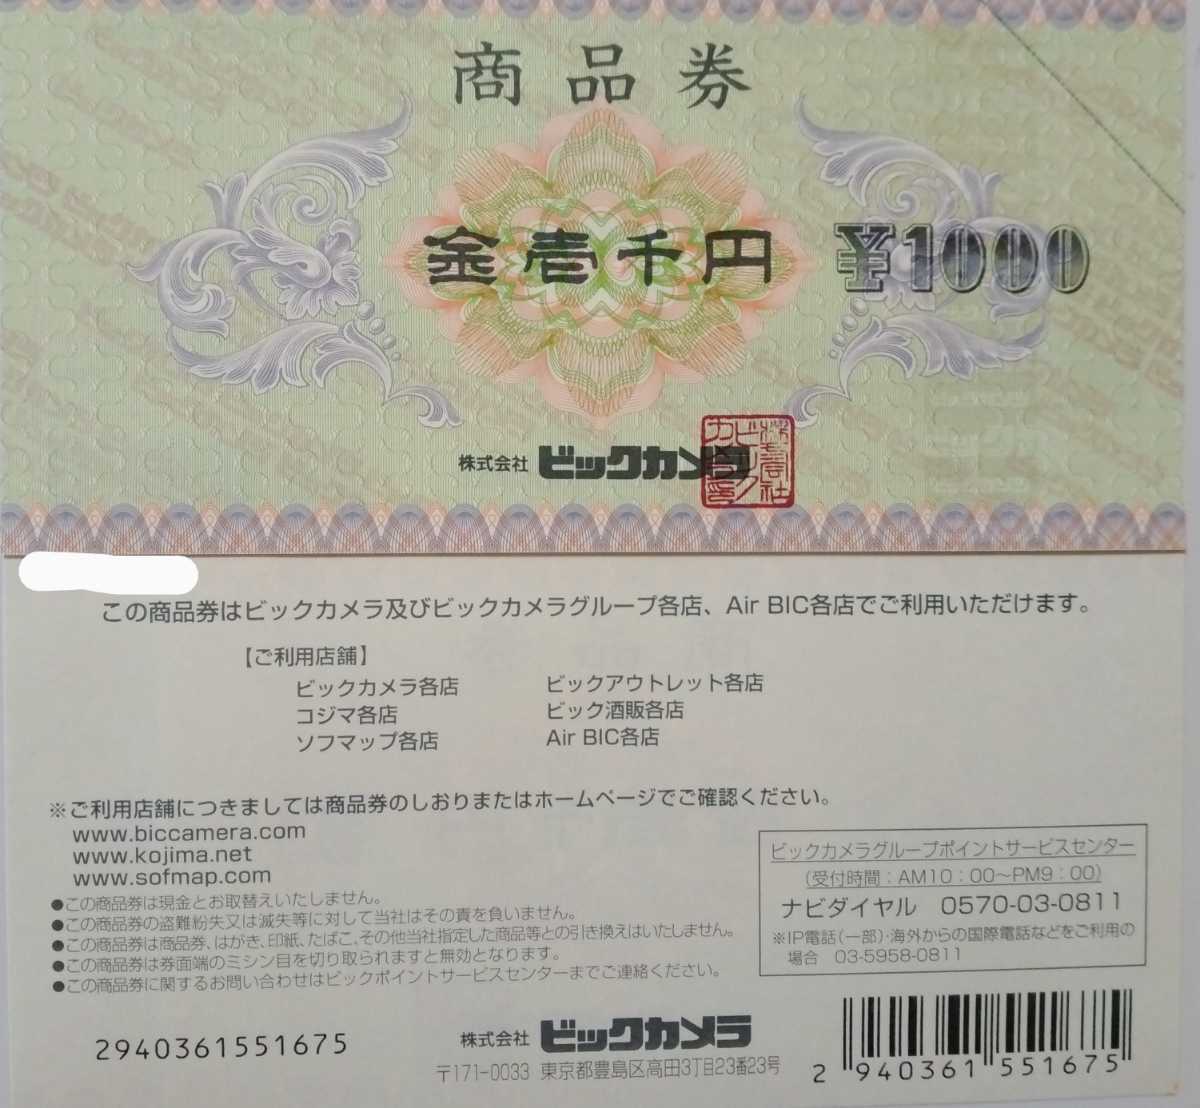 商品券
金壱千円 ¥1000
株式会社 ビックカメラ
株式会社ビックカメラ
この商品券はビックカメラ及びビックカメラグループ各店、Air BIC各店でご利用いただけます。
【ご利用店舗】
ビックカメラ各店 ビックアウトレット各店
コジマ各店 ビック酒販各店
ソフマップ各店 Air BIC各店
※ご利用店舗につきましては商品券のしおりまたはホームページでご確認ください。
www.biccamera.com
www.kojima.net
www.sofmap.com
●この商品券は現金とお取替えいたしません。
●この商品券の盗難紛失又は滅失等に対して当社はその責を負いません。
●この商品券は商品券、はがき、印紙、たばこ、その他当社指定した商品等との引き換えはいたしません。
●この商品券は券面端のミシン目を切り取られますと無効となります。
●この商品券に関するお問い合わせはビックポイントサービスセンターまでご連絡ください。
ビックカメラグループポイントサービスセンター
(受付時間:AM10:00〜PM9:00)
ナビダイヤル 0570-03-0811
※IP電話(一部)・海外からの国際電話などをご利用の
場合 03-5958-0811
2940361551675
株式会社 ビックカメラ
〒171-0033 東京都豊島区高田3丁目23番23号
2 940361 551675